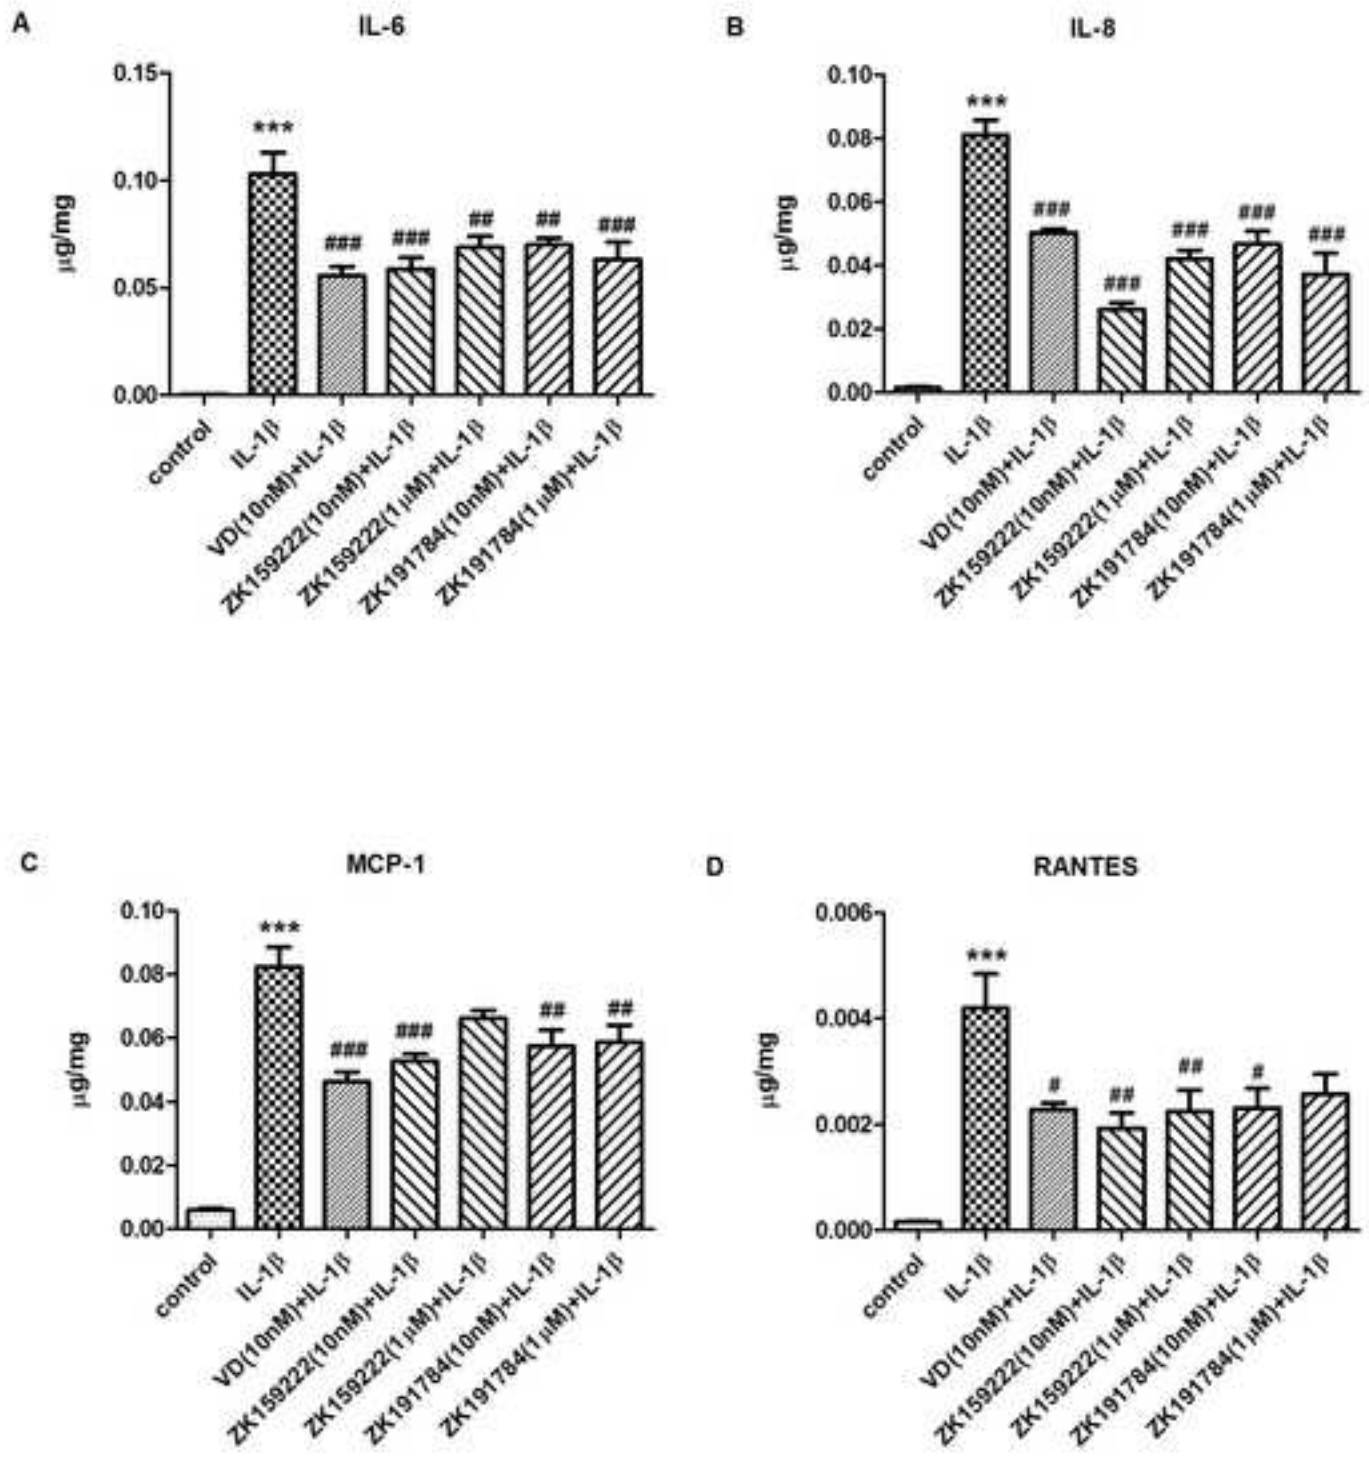 A
IL-6
0.15
0.10
0.05
0.00
µg/mg
***
###
###
##
##
###
control
IL-1β
VD(10nM)+IL-1β
ZK159222(10nM)+IL-1β
ZK159222(1µM)+IL-1β
ZK191784(10nM)+IL-1β
ZK191784(1µM)+IL-1β
B
IL-8
0.10
0.08
0.06
0.04
0.02
0.00
µg/mg
***
###
###
###
###
###
control
IL-1β
VD(10nM)+IL-1β
ZK159222(10nM)+IL-1β
ZK159222(1µM)+IL-1β
ZK191784(10nM)+IL-1β
ZK191784(1µM)+IL-1β
C
MCP-1
0.10
0.08
0.06
0.04
0.02
0.00
µg/mg
***
###
###
##
##
control
IL-1β
VD(10nM)+IL-1β
ZK159222(10nM)+IL-1β
ZK159222(1µM)+IL-1β
ZK191784(10nM)+IL-1β
ZK191784(1µM)+IL-1β
D
RANTES
0.006
0.004
0.002
0.000
µg/mg
***
#
##
##
#
control
IL-1β
VD(10nM)+IL-1β
ZK159222(10nM)+IL-1β
ZK159222(1µM)+IL-1β
ZK191784(10nM)+IL-1β
ZK191784(1µM)+IL-1β